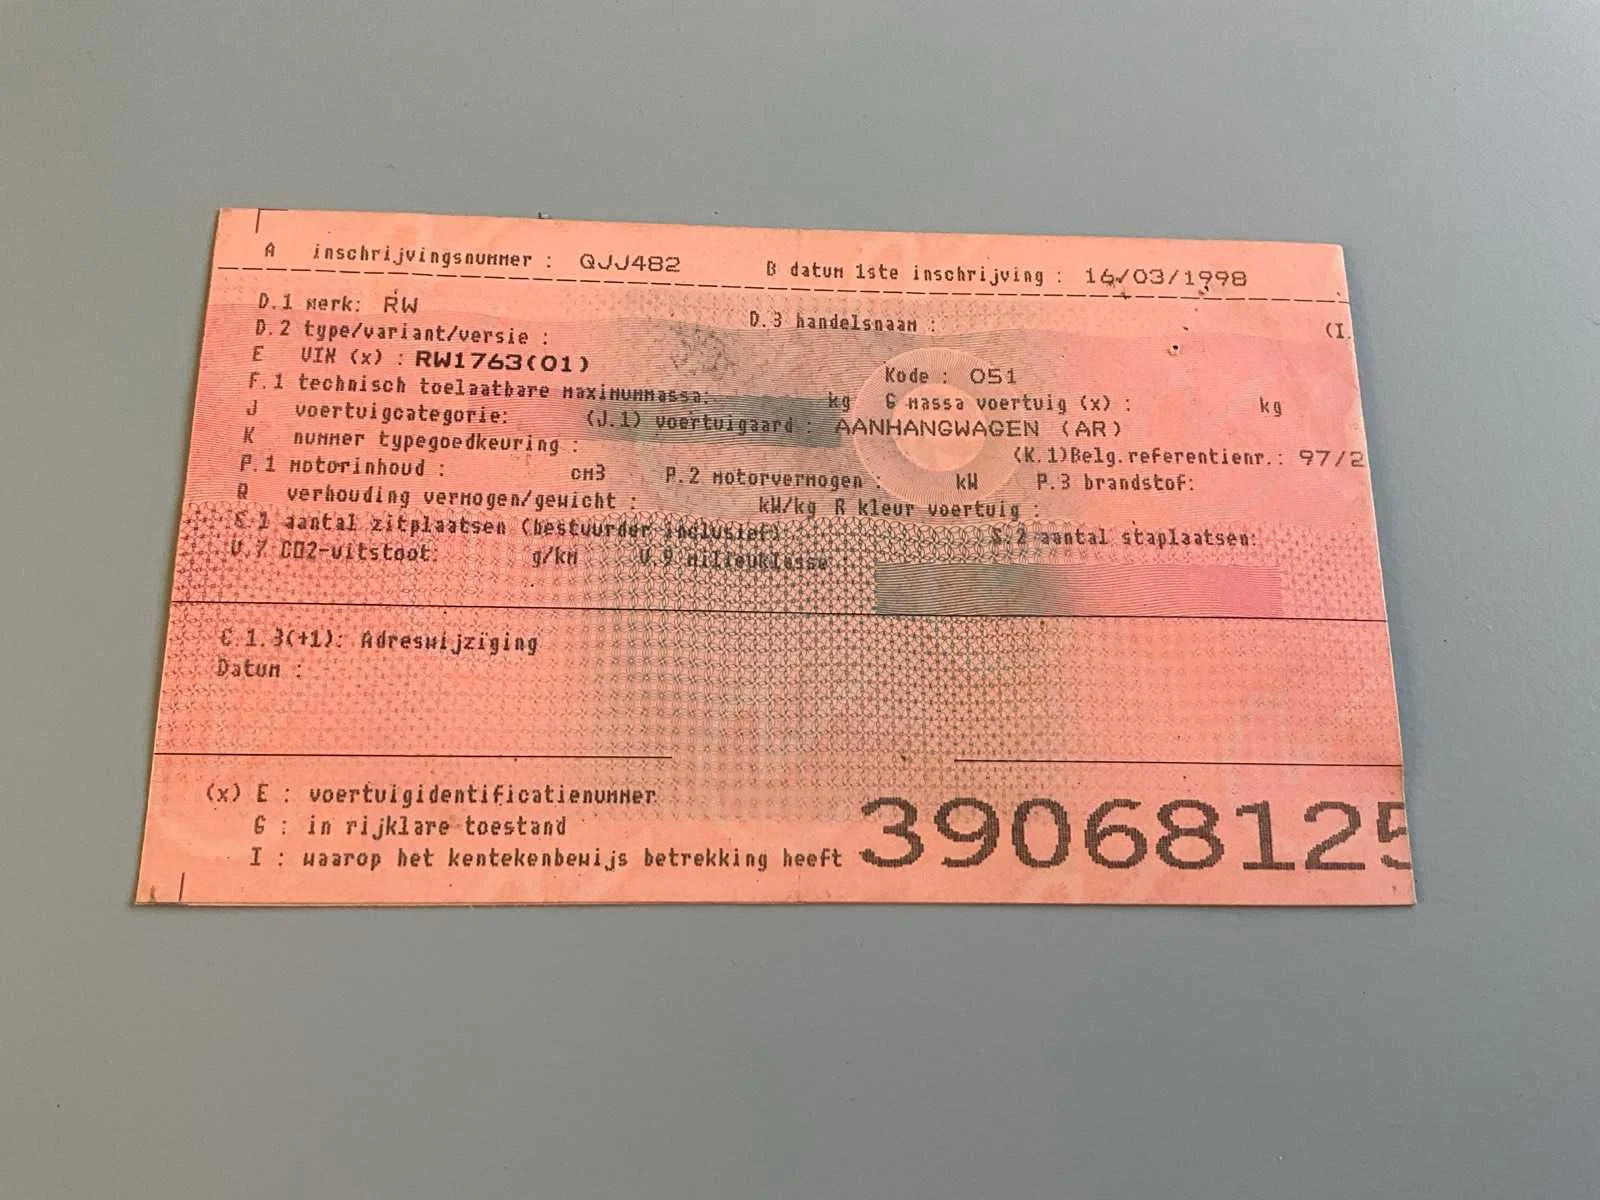 A inschrijvingsnummer : QJJ482 B datum 1ste inschrijving : 16/03/1998
D.1 merk: RW D.3 handelsnaam : (I.
D.2 type/variant/versie :
E VIN (x) : RW1763(01) Kode : 051
F.1 technisch toelaatbare maximummassa: kg G massa voertuig (x) : kg
J voertuigcategorie: (J.1) voertuigaard : AANHANGWAGEN (AR)
K nummer typegoedkeuring : (K.1)Belg.referentienr.: 97/2
P.1 motorinhoud : cm3 P.2 motorvermogen : kW P.3 brandstof:
Q verhouding vermogen/gewicht : kW/kg R kleur voertuig :
S.1 aantal zitplaatsen (bestuurder inclusief) S.2 aantal staplaatsen:
V.7 CO2-uitstoot: g/km V.9 milieuklasse :
C.1.3(+1): Adreswijziging
Datum :
(x) E : voertuigidentificatienummer
G : in rijklare toestand
I : waarop het kentekenbewijs betrekking heeft
39068125